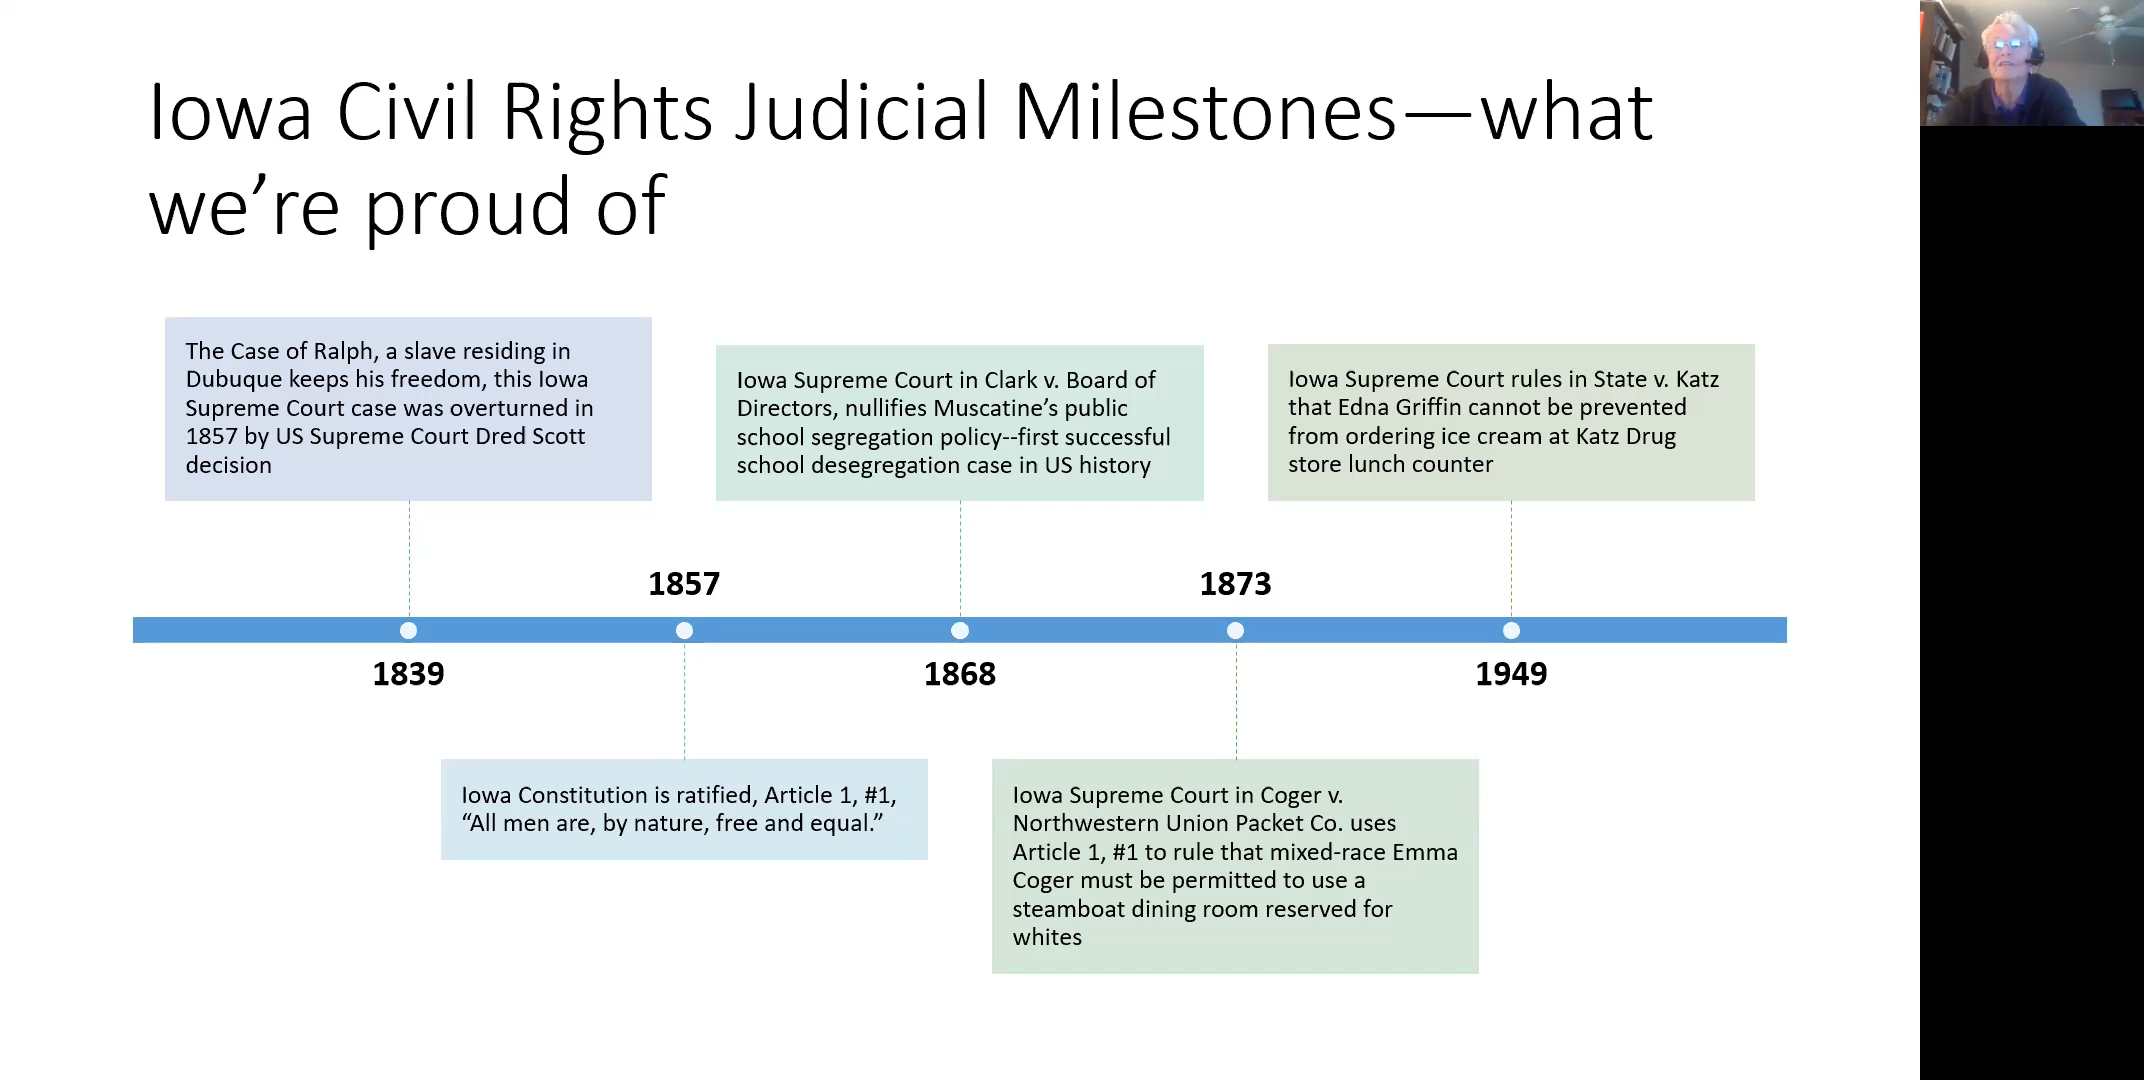 Iowa Civil Rights Judicial Milestones—what
we’re proud of
The Case of Ralph, a slave residing in
Dubuque keeps his freedom, this Iowa
Supreme Court case was overturned in
1857 by US Supreme Court Dred Scott
decision
Iowa Supreme Court in Clark v. Board of
Directors, nullifies Muscatine’s public
school segregation policy--first successful
school desegregation case in US history
Iowa Supreme Court rules in State v. Katz
that Edna Griffin cannot be prevented
from ordering ice cream at Katz Drug
store lunch counter
1857
1873
1839
1868
1949
Iowa Constitution is ratified, Article 1, #1,
“All men are, by nature, free and equal.”
Iowa Supreme Court in Coger v.
Northwestern Union Packet Co. uses
Article 1, #1 to rule that mixed-race Emma
Coger must be permitted to use a
steamboat dining room reserved for
whites